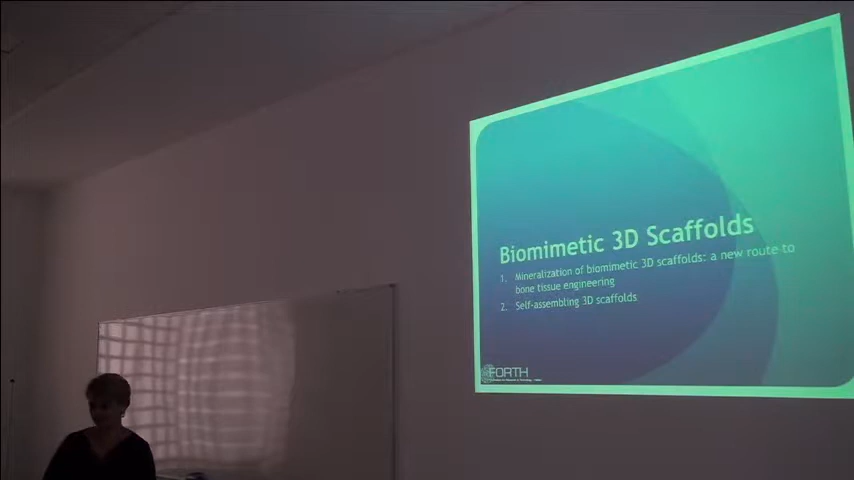 Biomimetic 3D Scaffolds
1. Mineralization of biomimetic 3D scaffolds: a new route to
bone tissue engineering
2. Self-assembling 3D scaffolds
FORTH